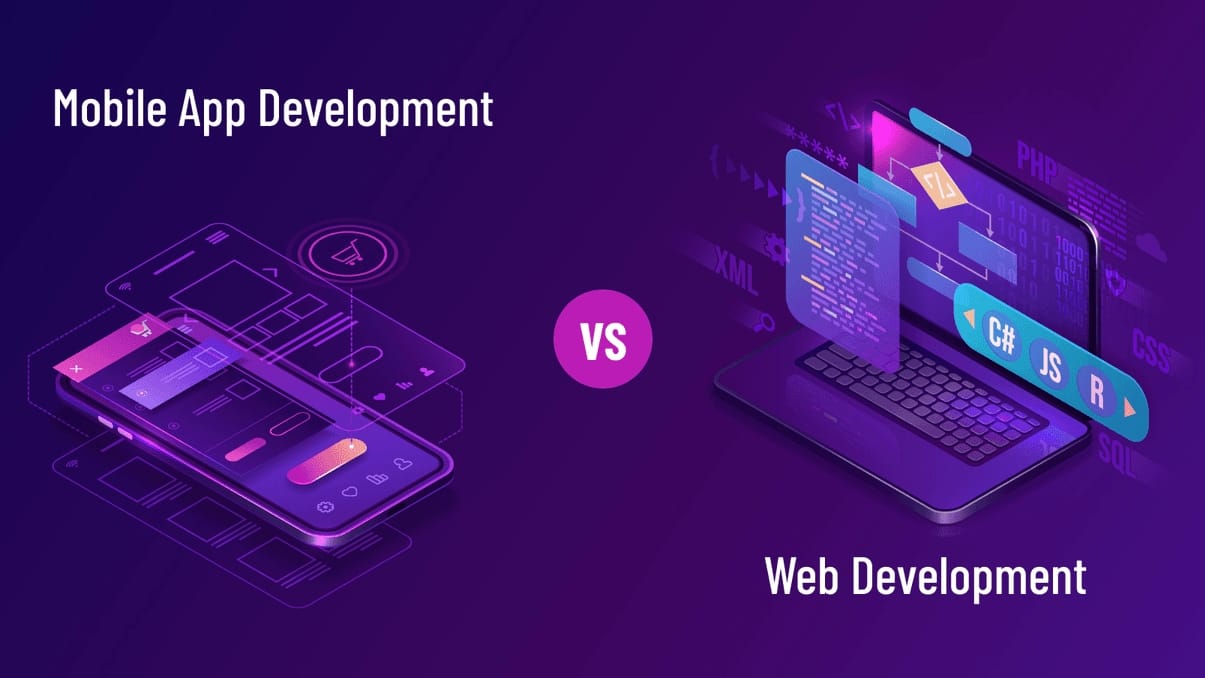 Mobile App Development
VS
</>
PHP
*****
</>
XML
C#
JS
R
CSS
SQL
Web Development